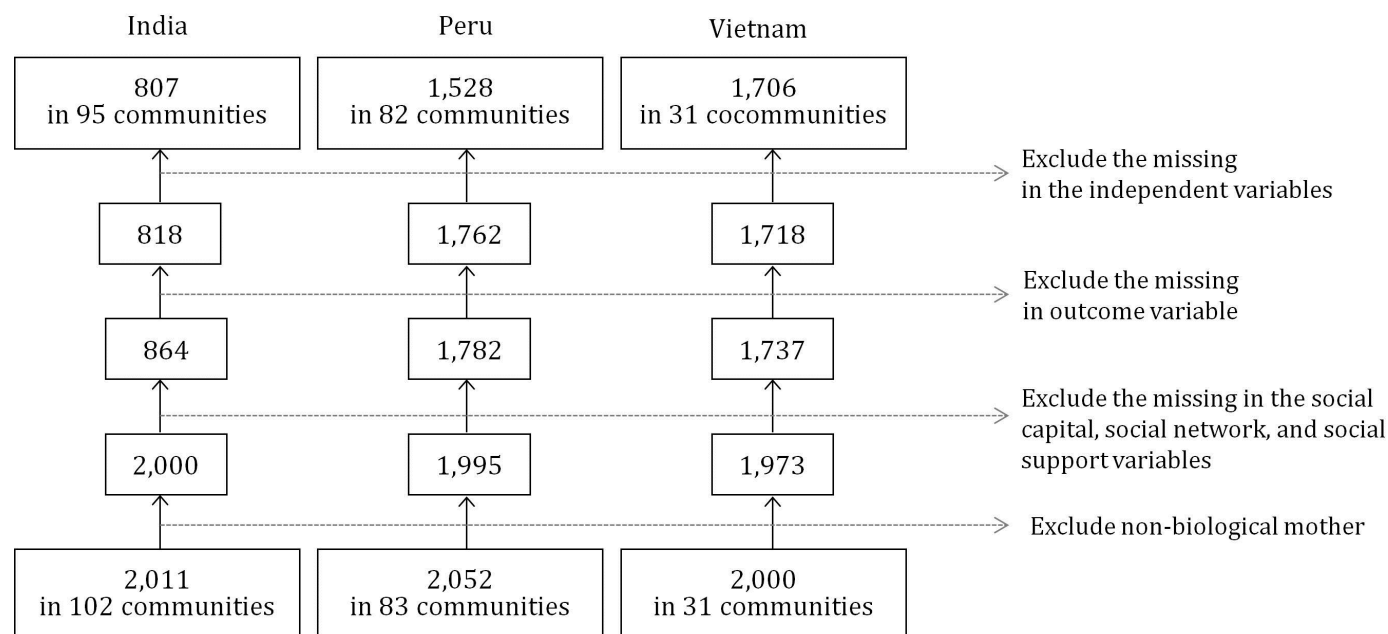 India
Peru
Vietnam
807
in 95 communities
1,528
in 82 communities
1,706
in 31 cocommunities
Exclude the missing
in the independent variables
818
1,762
1,718
Exclude the missing
in outcome variable
864
1,782
1,737
Exclude the missing in the social
capital, social network, and social
support variables
2,000
1,995
1,973
Exclude non-biological mother
2,011
in 102 communities
2,052
in 83 communities
2,000
in 31 communities